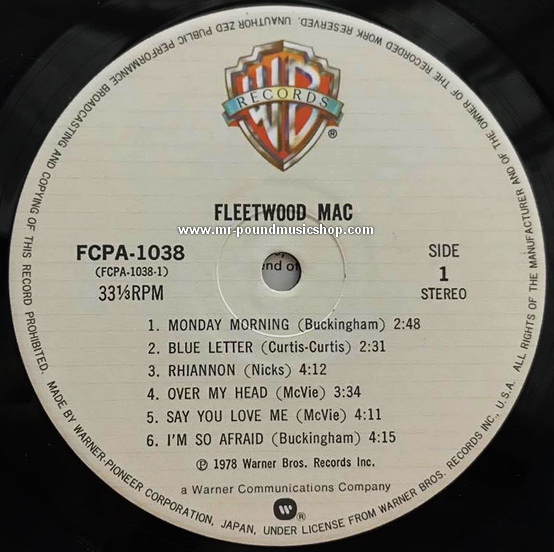 OF THE MANUFACTURER AND OF THE OWNER OF THE RECORDED WORK RESERVED. UNAUTHORIZED PUBLIC PERFORMANCE BROADCASTING AND COPYING OF THIS RECORD PROHIBITED.
WB
RECORDS
®
FLEETWOOD MAC
www.mr-poundmusicshop.com
FCPA-1038
(FCPA-1038-1)
33⅓RPM
end of
SIDE
1
STEREO
1. MONDAY MORNING (Buckingham) 2:48
2. BLUE LETTER (Curtis-Curtis) 2:31
3. RHIANNON (Nicks) 4:12
4. OVER MY HEAD (McVie) 3:34
5. SAY YOU LOVE ME (McVie) 4:11
6. I'M SO AFRAID (Buckingham) 4:15
℗ 1978 Warner Bros. Records Inc.
a Warner Communications Company
W®
MADE BY WARNER-PIONEER CORPORATION, JAPAN, UNDER LICENSE FROM WARNER BROS. RECORDS INC., U.S.A. ALL RIGHTS